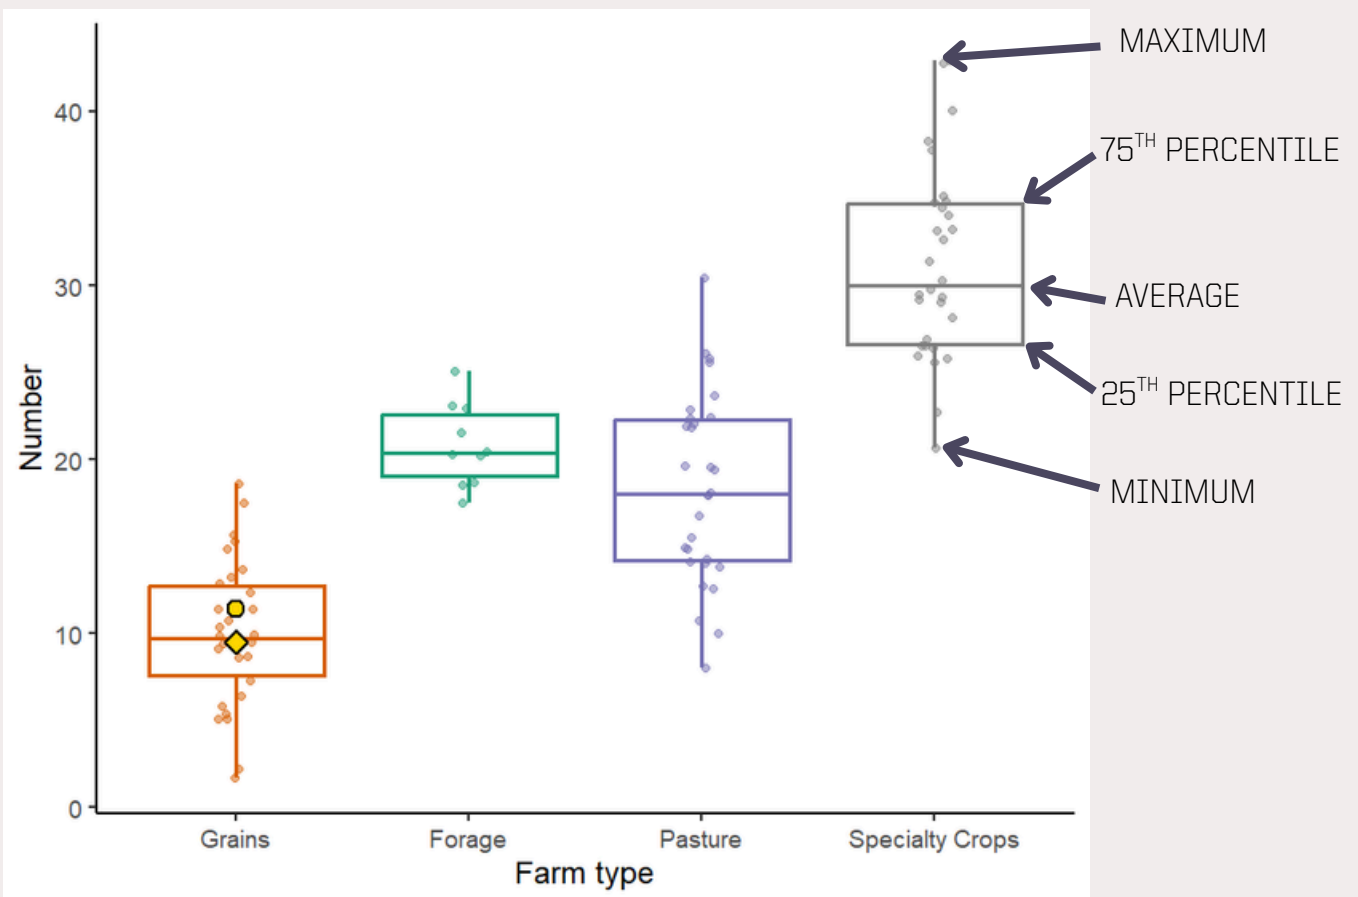 MAXIMUM
40
75TH PERCENTILE
30
AVERAGE
25TH PERCENTILE
Number
20
MINIMUM
10
0
Grains Forage Pasture Specialty Crops
Farm type